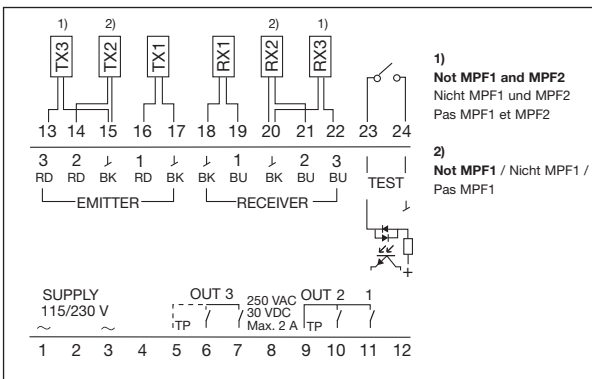 1) 2) 2) 1)
TX3 TX2 TX1 RX1 RX2 RX3
13 14 15 16 17 18 19 20 21 22 23 24
3 2 1 1 2 3
RD RD BK RD BK BK BU BK BU BU
EMITTER RECEIVER TEST
+
SUPPLY
115/230 V
~ ~
OUT 3 250 VAC OUT 2 1
30 VDC
TP Max. 2 A TP
1 2 3 4 5 6 7 8 9 10 11 12
1)
Not MPF1 and MPF2
Nicht MPF1 und MPF2
Pas MPF1 et MPF2
2)
Not MPF1 / Nicht MPF1 /
Pas MPF1